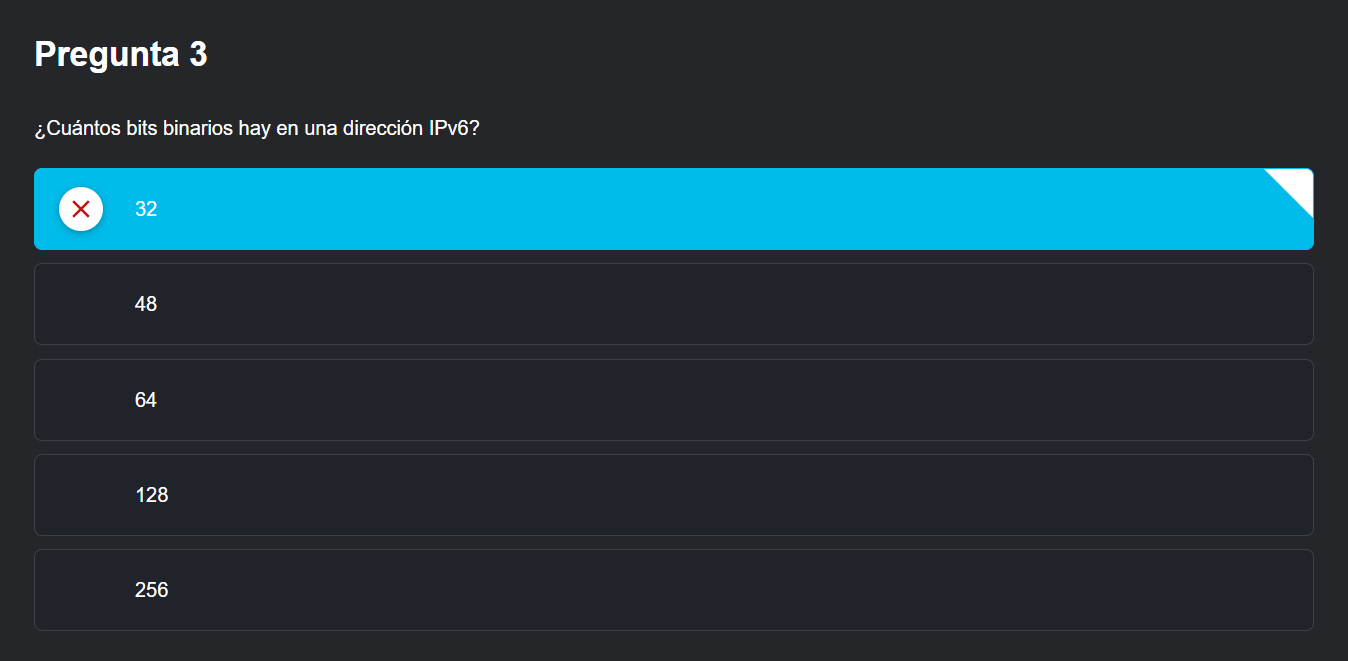 Pregunta 3
¿Cuántos bits binarios hay en una dirección IPv6?
32
48
64
128
256